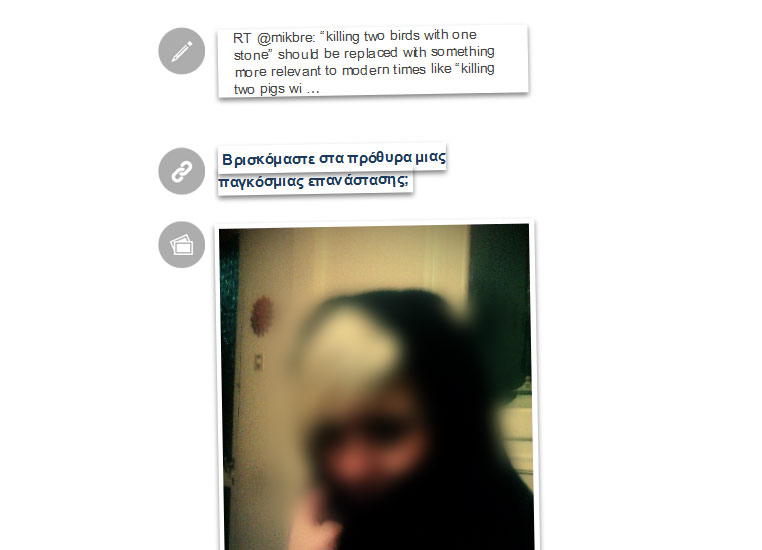 RT @mikbre: “killing two birds with one
stone” should be replaced with something
more relevant to modern times like “killing
two pigs wi …
Βρισκόμαστε στα πρόθυρα μιας
παγκόσμιας επανάστασης;